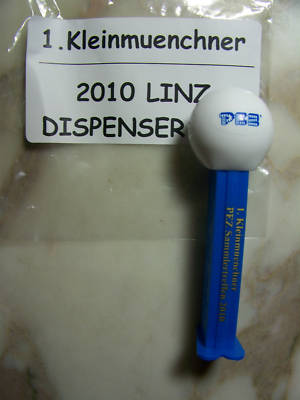 1. Kleinmuenchner
2010 LINZ
DISPENSER
PEZ
1. Kleinmuenchner
PEZ Sammlertreffen 2010